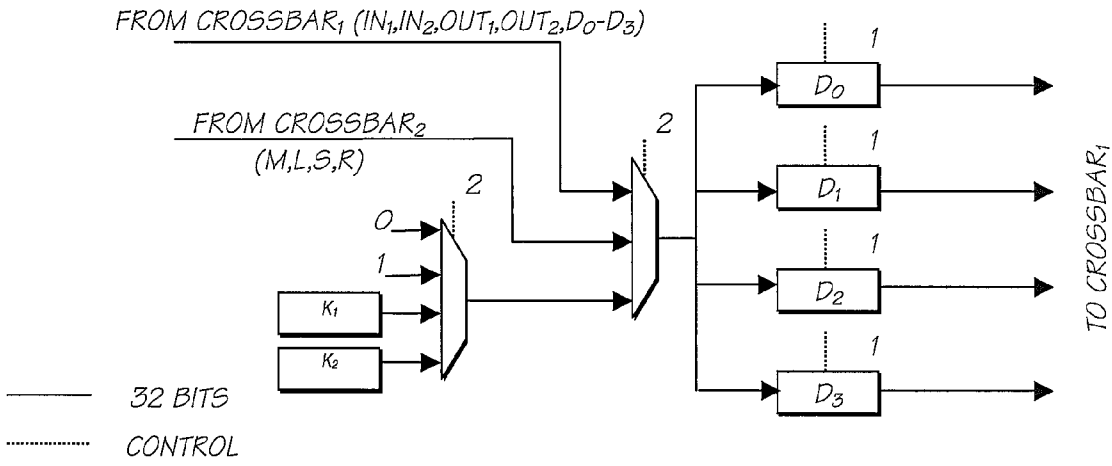 FROM CROSSBAR₁ (IN₁,IN₂,OUT₁,OUT₂,D₀-D₃)
1
D₀
FROM CROSSBAR₂
(M,L,S,R)
2
1
D₁
2
0
1
K₁
K₂
1
D₂
1
D₃
TO CROSSBAR₁
32 BITS
CONTROL